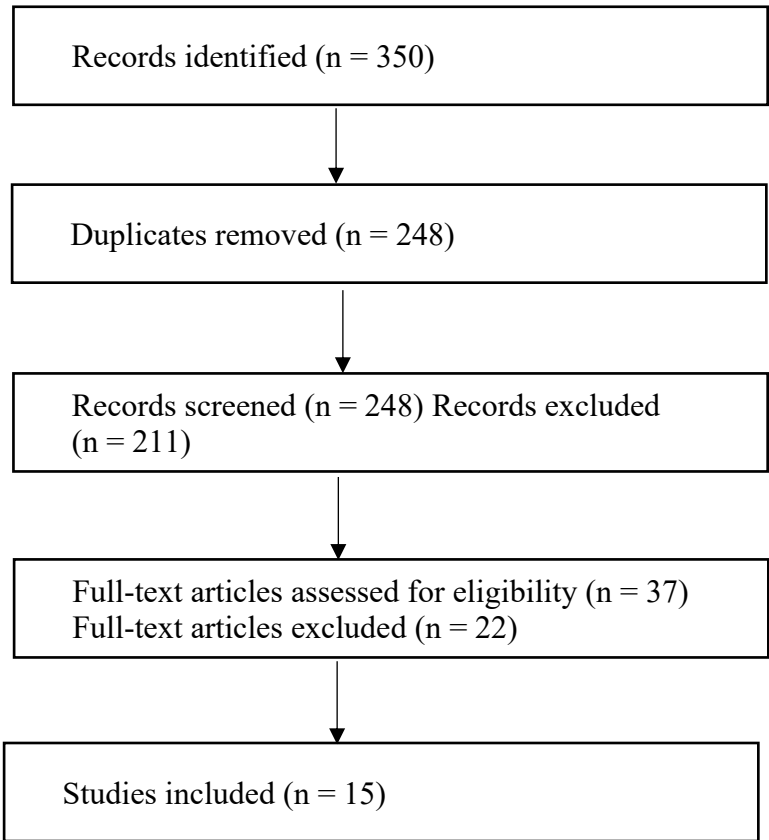 Records identified (n = 350)
Duplicates removed (n = 248)
Records screened (n = 248) Records excluded
(n = 211)
Full-text articles assessed for eligibility (n = 37)
Full-text articles excluded (n = 22)
Studies included (n = 15)